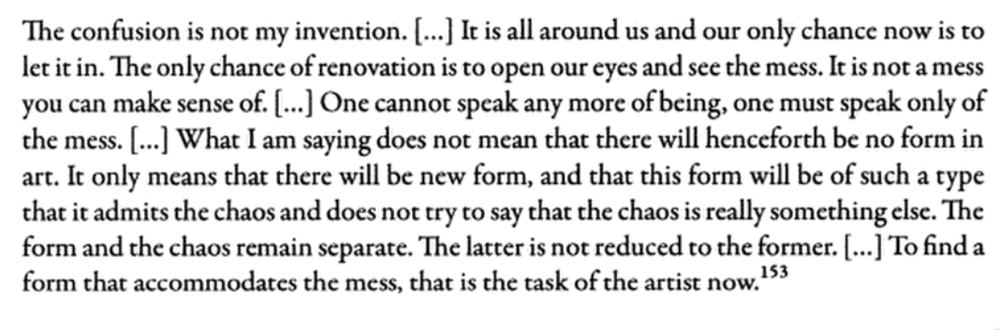 The confusion is not my invention. [...] It is all around us and our only chance now is to
let it in. The only chance of renovation is to open our eyes and see the mess. It is not a mess
you can make sense of. [...] One cannot speak any more of being, one must speak only of
the mess. [...] What I am saying does not mean that there will henceforth be no form in
art. It only means that there will be new form, and that this form will be of such a type
that it admits the chaos and does not try to say that the chaos is really something else. The
form and the chaos remain separate. The latter is not reduced to the former. [...] To find a
form that accommodates the mess, that is the task of the artist now.153